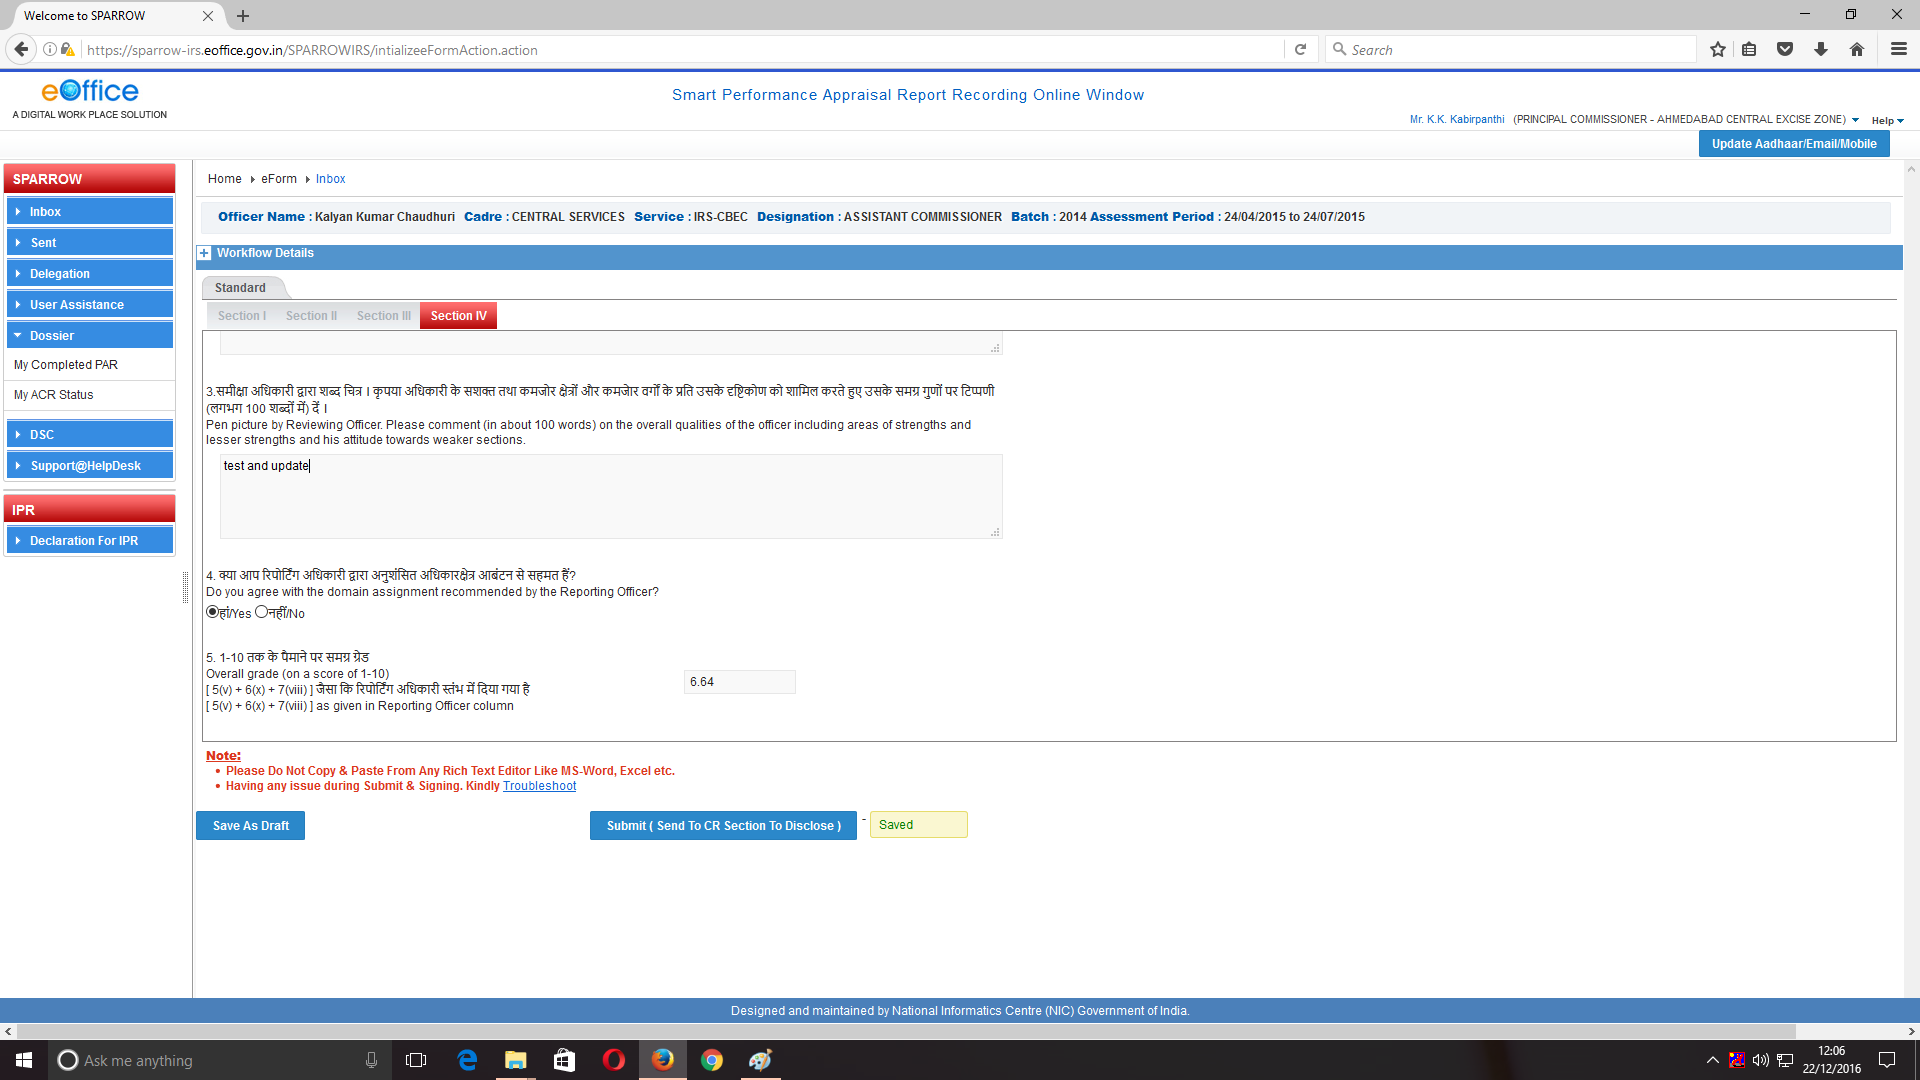 Welcome to SPARROW
https://sparrow-irs.eoffice.gov.in/SPARROWIRS/intializeeFormAction.action
Search
eOffice
A DIGITAL WORK PLACE SOLUTION
Smart Performance Appraisal Report Recording Online Window
Mr. K.K. Kabirpanthi (PRINCIPAL COMMISSIONER - AHMEDABAD CENTRAL EXCISE ZONE) Help
Update Aadhaar/Email/Mobile
SPARROW
Inbox
Sent
Delegation
User Assistance
Dossier
My Completed PAR
My ACR Status
DSC
Support@HelpDesk
IPR
Declaration For IPR
Home eForm Inbox
Officer Name : Kalyan Kumar Chaudhuri Cadre : CENTRAL SERVICES Service : IRS-CBEC Designation : ASSISTANT COMMISSIONER Batch : 2014 Assessment Period : 24/04/2015 to 24/07/2015
Workflow Details
Standard
Section I Section II Section III Section IV
3.समीक्षा अधिकारी द्वारा शब्द चित्र । कृपया अधिकारी के सशक्त तथा कमजोर क्षेत्रों और कमजेार वर्गों के प्रति उसके दृष्टिकोण को शामिल करते हुए उसके समग्र गुणों पर टिप्पणी
(लगभग 100 शब्दों में) दें ।
Pen picture by Reviewing Officer. Please comment (in about 100 words) on the overall qualities of the officer including areas of strengths and
lesser strengths and his attitude towards weaker sections.
test and update
4. क्या आप रिपोर्टिंग अधिकारी द्वारा अनुशंसित अधिकारक्षेत्र आबंटन से सहमत हैं?
Do you agree with the domain assignment recommended by the Reporting Officer?
हां/Yes नहीं/No
5. 1-10 तक के पैमाने पर समग्र ग्रेड
Overall grade (on a score of 1-10)
6.64
[ 5(v) + 6(x) + 7(viii) ] जैसा कि रिपोर्टिंग अधिकारी स्तंभ में दिया गया है
[ 5(v) + 6(x) + 7(viii) ] as given in Reporting Officer column
Note:
• Please Do Not Copy & Paste From Any Rich Text Editor Like MS-Word, Excel etc.
• Having any issue during Submit & Signing. Kindly Troubleshoot
Save As Draft Submit ( Send To CR Section To Disclose ) - Saved
Designed and maintained by National Informatics Centre (NIC) Government of India.
Ask me anything
12:06
22/12/2016